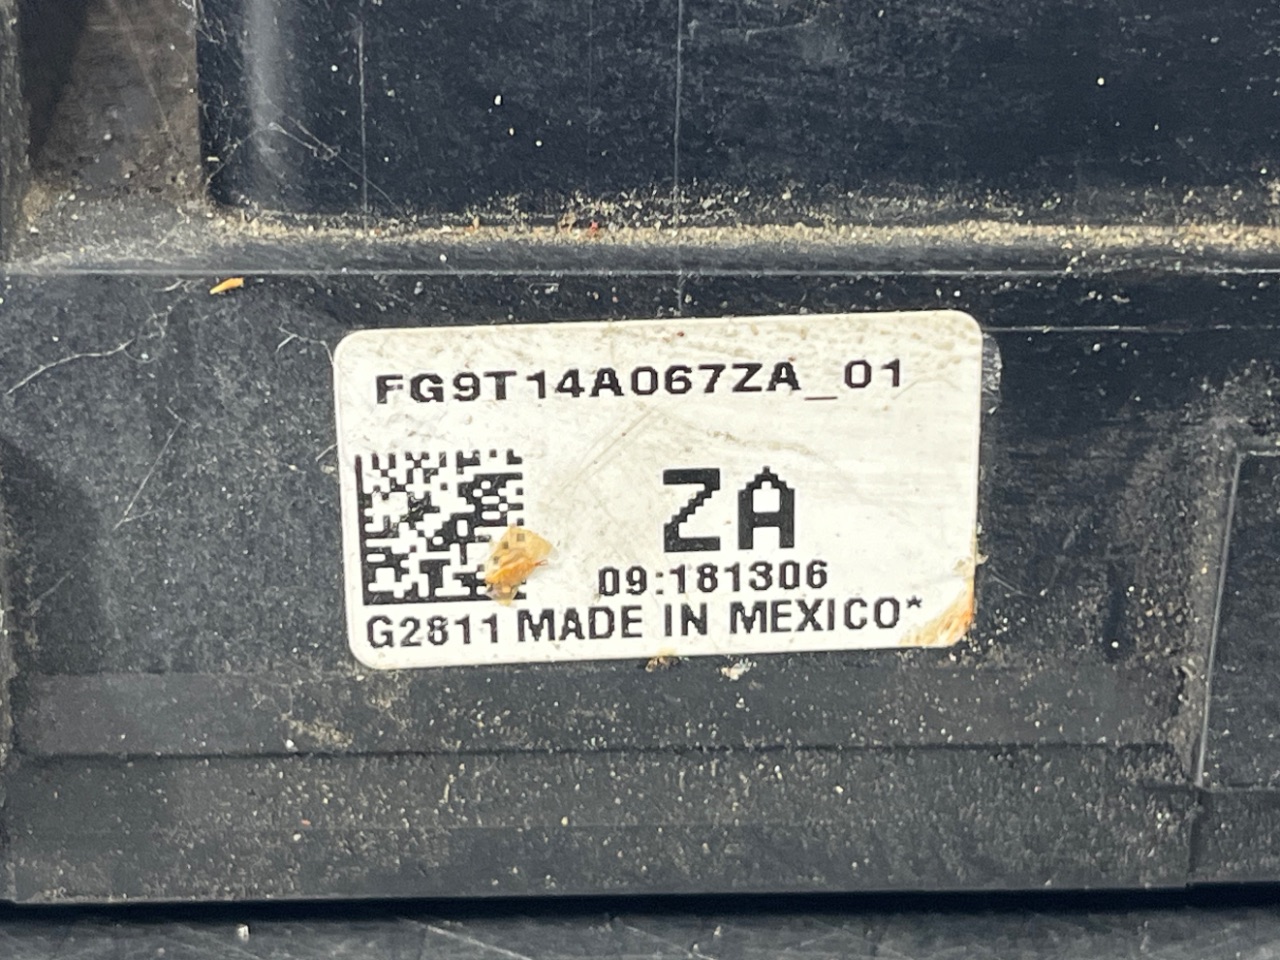 FG9T14A067ZA_01
ZA
09:181306
G2811 MADE IN MEXICO*